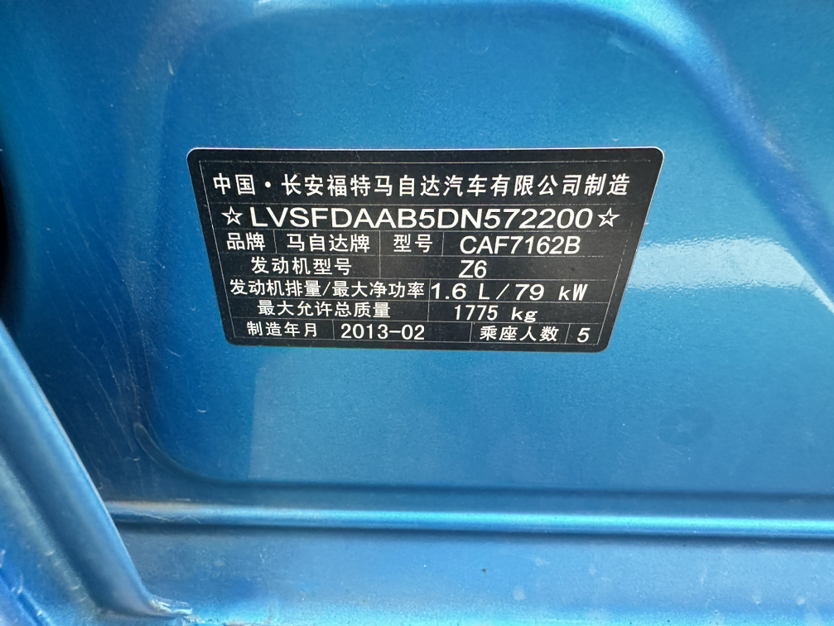 中国·长安福特马自达汽车有限公司制造
☆LVSFDAAB5DN572200☆
品牌 马自达牌 型号 CAF7162B
发动机型号 Z6
发动机排量/最大净功率 1.6 L/79 kW
最大允许总质量 1775 kg
制造年月 2013-02 乘座人数 5